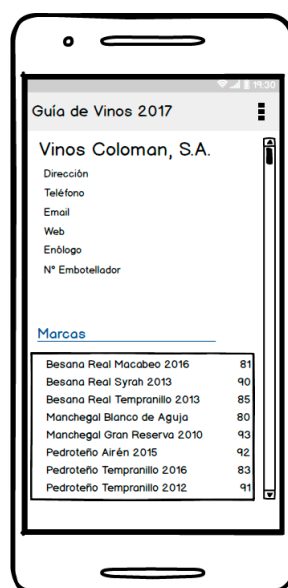 19:30
Guía de Vinos 2017
Vinos Coloman, S.A.
Dirección
Teléfono
Email
Web
Enólogo
Nº Embotellador
Marcas
Besana Real Macabeo 2016 81
Besana Real Syrah 2013 90
Besana Real Tempranillo 2013 85
Manchegal Blanco de Aguja 80
Manchegal Gran Reserva 2010 93
Pedroteño Airén 2015 92
Pedroteño Tempranillo 2016 83
Pedroteño Tempranillo 2012 91